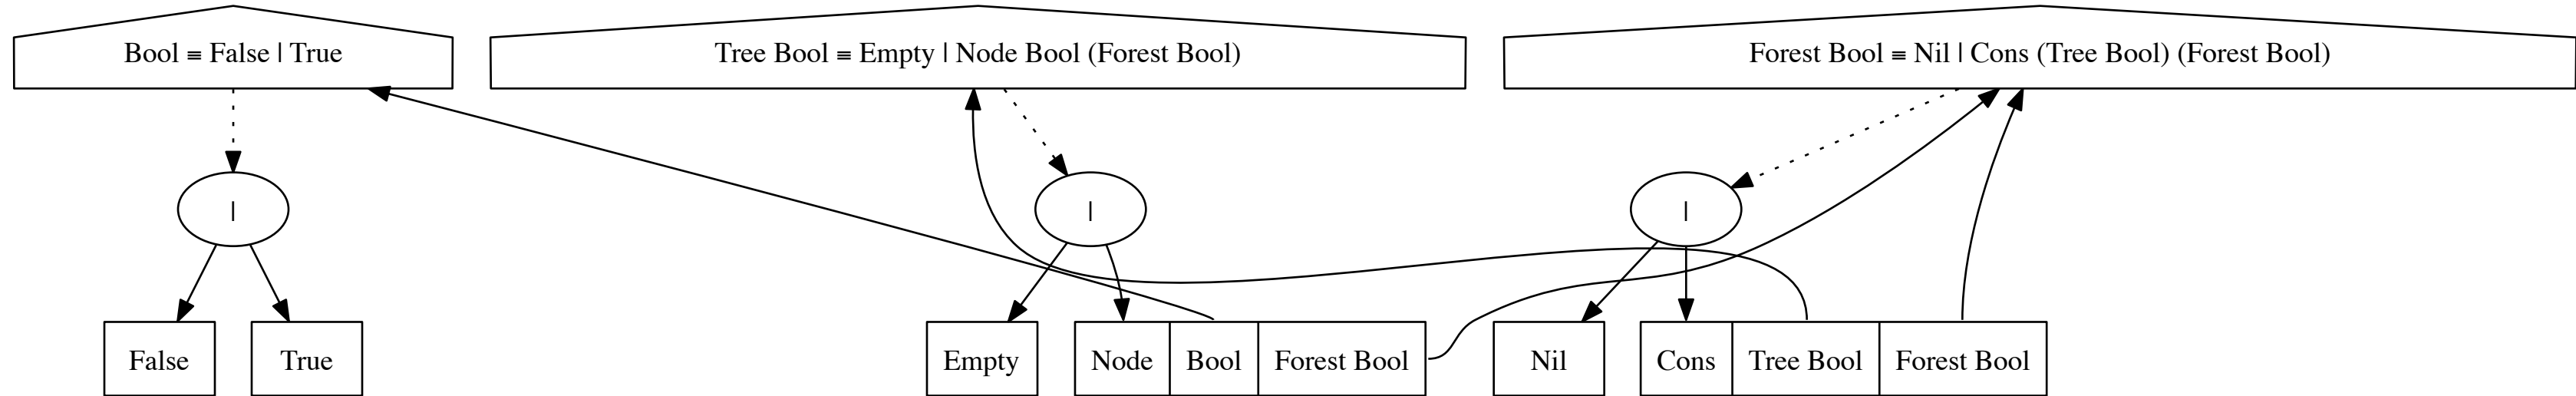 Bool ≡ False | True
Tree Bool ≡ Empty | Node Bool (Forest Bool)
Forest Bool ≡ Nil | Cons (Tree Bool) (Forest Bool)
|
|
|
False
True
Empty
Node
Bool
Forest Bool
Nil
Cons
Tree Bool
Forest Bool